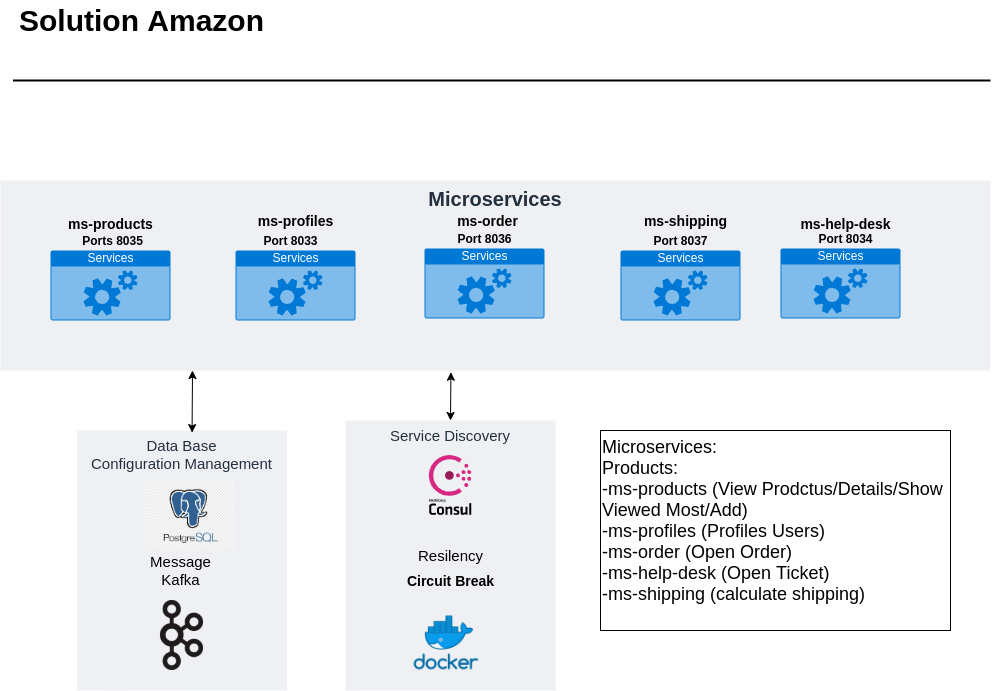 Solution Amazon
Microservices
ms-products
Ports 8035
Services
ms-profiles
Port 8033
Services
ms-order
Port 8036
Services
ms-shipping
Port 8037
Services
ms-help-desk
Port 8034
Services
Data Base
Configuration Management
PostgreSQL
Message
Kafka
Service Discovery
HashiCorp
Consul
Resilency
Circuit Break
docker
Microservices:
Products:
-ms-products (View Prodctus/Details/Show
Viewed Most/Add)
-ms-profiles (Profiles Users)
-ms-order (Open Order)
-ms-help-desk (Open Ticket)
-ms-shipping (calculate shipping)